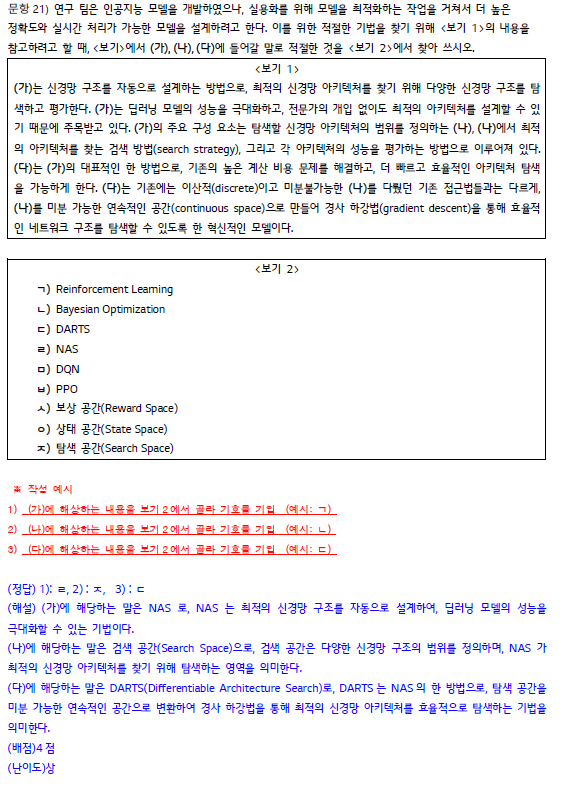 문항 21) 연구 팀은 인공지능 모델을 개발하였으나, 실용화를 위해 모델을 최적화하는 작업을 거쳐서 더 높은
정확도와 실시간 처리가 가능한 모델을 설계하려고 한다. 이를 위한 적절한 기법을 찾기 위해 <보기 1>의 내용을
참고하려고 할 때, <보기>에서 (가), (나), (다)에 들어갈 말로 적절한 것을 <보기 2>에서 찾아 쓰시오.
<보기 1>
(가)는 신경망 구조를 자동으로 설계하는 방법으로, 최적의 신경망 아키텍처를 찾기 위해 다양한 신경망 구조를 탐
색하고 평가한다. (가)는 딥러닝 모델의 성능을 극대화하고, 전문가의 개입 없이도 최적의 아키텍처를 설계할 수 있
기 때문에 주목받고 있다. (가)의 주요 구성 요소는 탐색할 신경망 아키텍처의 범위를 정의하는 (나), (나)에서 최적
의 아키텍처를 찾는 검색 방법(search strategy), 그리고 각 아키텍처의 성능을 평가하는 방법으로 이루어져 있다.
(다)는 (가)의 대표적인 한 방법으로, 기존의 높은 계산 비용 문제를 해결하고, 더 빠르고 효율적인 아키텍처 탐색
을 가능하게 한다. (다)는 기존에는 이산적(discrete)이고 미분불가능한 (나)를 다뤘던 기존 접근법들과는 다르게,
(나)를 미분 가능한 연속적인 공간(continuous space)으로 만들어 경사 하강법(gradient descent)을 통해 효율적
인 네트워크 구조를 탐색할 수 있도록 한 혁신적인 모델이다.
<보기 2>
ㄱ) Reinforcement Learning
ㄴ) Bayesian Optimization
ㄷ) DARTS
ㄹ) NAS
ㅁ) DQN
ㅂ) PPO
ㅅ) 보상 공간(Reward Space)
ㅇ) 상태 공간(State Space)
ㅈ) 탐색 공간(Search Space)
※ 작성 예시
1) (가)에 해상하는 내용을 보기 2에서 골라 기호를 기입 (예시: ㄱ)
2) (나)에 해상하는 내용을 보기 2에서 골라 기호를 기입 (예시: ㄴ)
3) (다)에 해상하는 내용을 보기 2에서 골라 기호를 기입 (예시: ㄷ)
(정답) 1): ㄹ, 2) : ㅈ, 3) : ㄷ
(해설) (가)에 해당하는 말은 NAS 로, NAS 는 최적의 신경망 구조를 자동으로 설계하여, 딥러닝 모델의 성능을
극대화할 수 있는 기법이다.
(나)에 해당하는 말은 검색 공간(Search Space)으로, 검색 공간은 다양한 신경망 구조의 범위를 정의하며, NAS 가
최적의 신경망 아키텍처를 찾기 위해 탐색하는 영역을 의미한다.
(다)에 해당하는 말은 DARTS(Differentiable Architecture Search)로, DARTS 는 NAS 의 한 방법으로, 탐색 공간을
미분 가능한 연속적인 공간으로 변환하여 경사 하강법을 통해 최적의 신경망 아키텍처를 효율적으로 탐색하는 기법을
의미한다.
(배점)4 점
(난이도)상